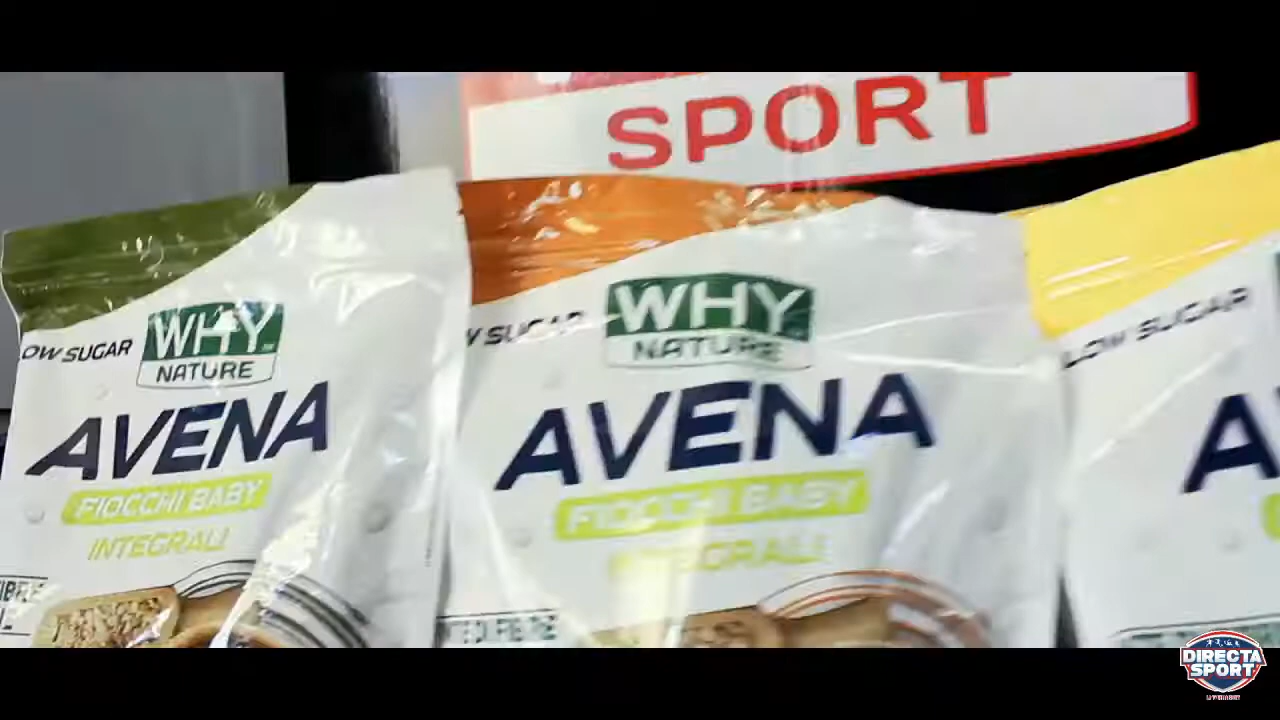 SPORT
OW SUGAR
WHY
NATURE
AVENA
FIOCCHI BABY
INTEGRALI
W SUGAR
WHY
NATURE
AVENA
FIOCCHI BABY
INTEGRALI
LOW SUGAR
DIRECTA
SPORT